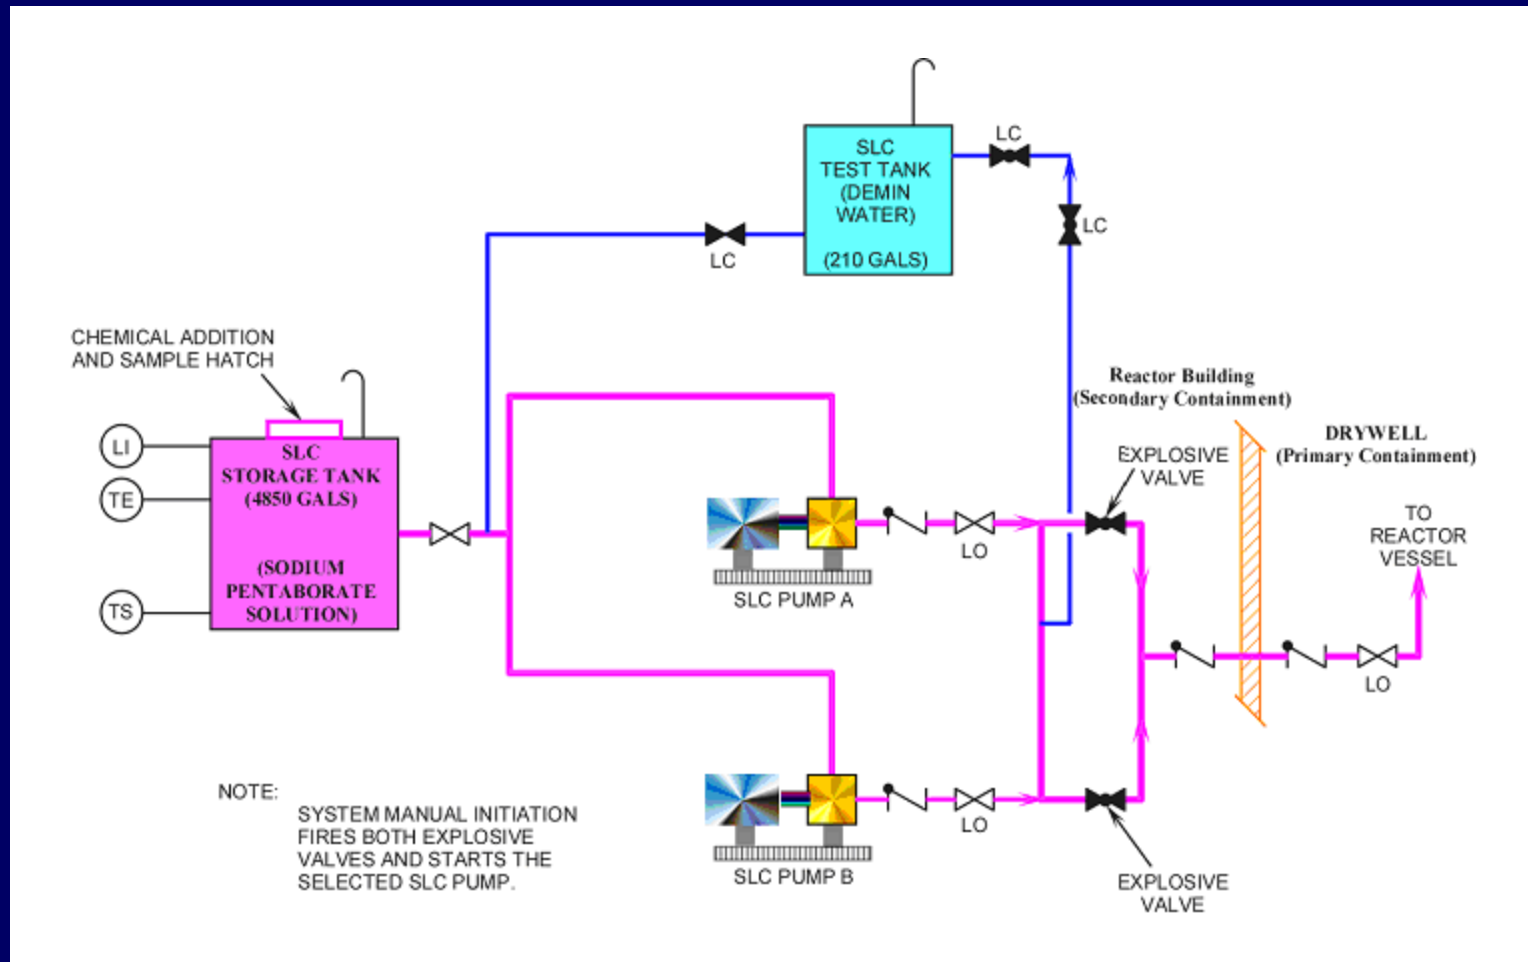 LC
SLC
TEST TANK
(DEMIN
WATER)
(210 GALS)
LC
LC
CHEMICAL ADDITION
AND SAMPLE HATCH
LI
TE
TS
SLC
STORAGE TANK
(4850 GALS)
(SODIUM
PENTABORATE
SOLUTION)
Reactor Building
(Secondary Containment)
DRYWELL
(Primary Containment)
EXPLOSIVE
VALVE
TO
REACTOR
VESSEL
LO
SLC PUMP A
LO
LO
SLC PUMP B
EXPLOSIVE
VALVE
NOTE:
SYSTEM MANUAL INITIATION
FIRES BOTH EXPLOSIVE
VALVES AND STARTS THE
SELECTED SLC PUMP.